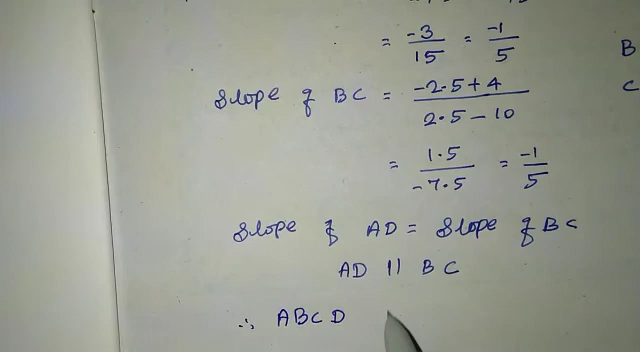 = -3/15 = -1/5
B
Slope of BC = -2.5+4 / 2.5-10
C
= 1.5/-7.5 = -1/5
Slope of AD = Slope of BC
AD || BC
∴ ABCD